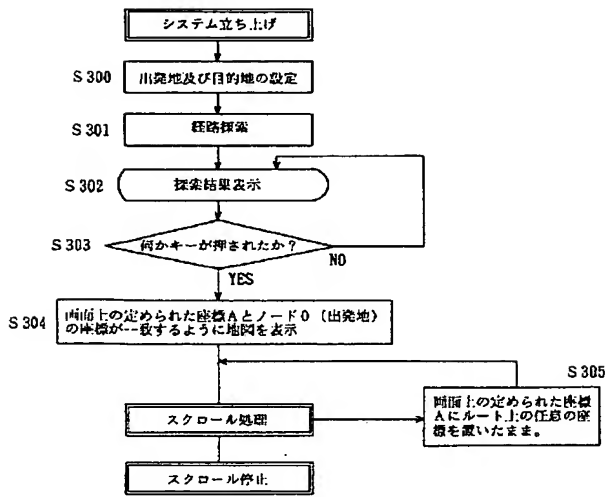 システム立ち上げ
S 300
出発地及び目的地の設定
S 301
経路探索
S 302
探索結果表示
S 303
何かキーが押されたか？
NO
YES
S 304
画面上の定められた座標Aとノード0（出発地）
の座標が一致するように地図を表示
S 305
画面上の定められた座標
Aにルート上の任意の座
標を置いたまま。
スクロール処理
スクロール停止